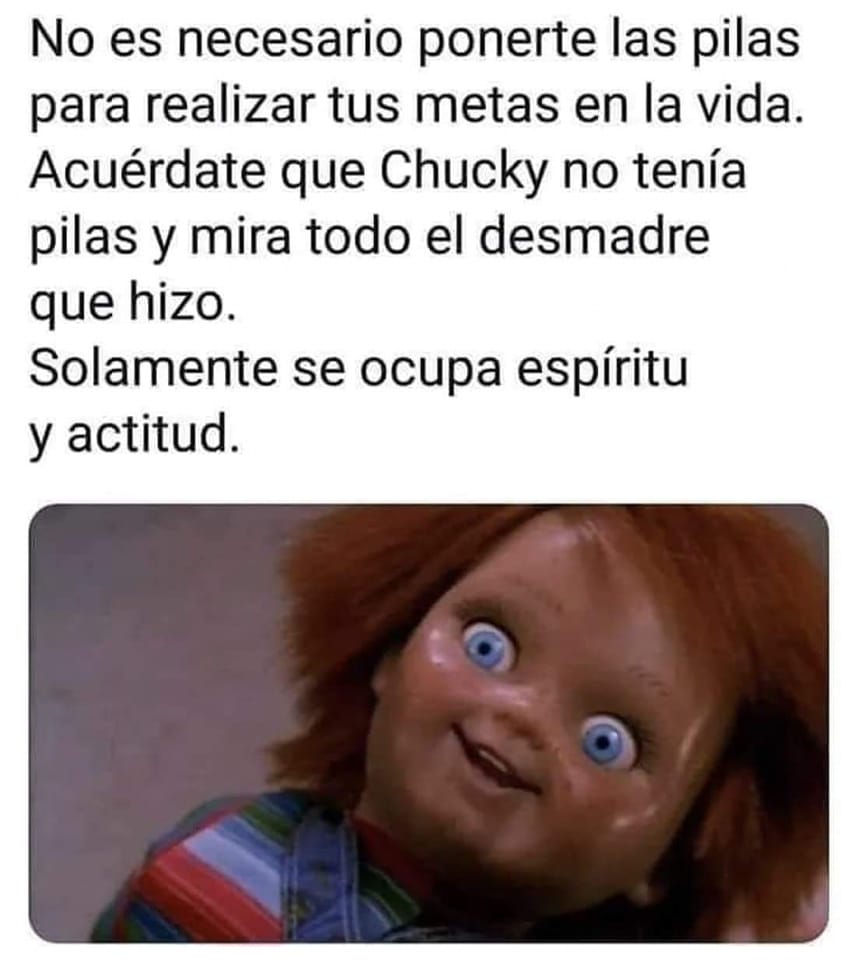 No es necesario ponerte las pilas
para realizar tus metas en la vida.
Acuérdate que Chucky no tenía
pilas y mira todo el desmadre
que hizo.
Solamente se ocupa espíritu
y actitud.